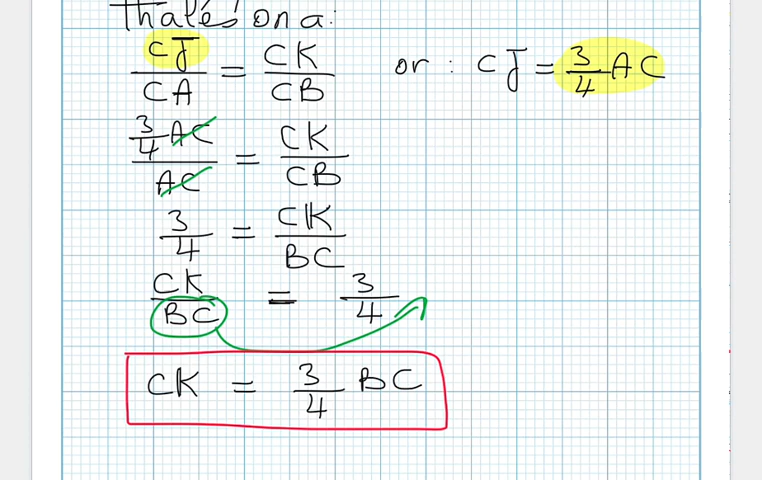 Thalès on a:
CJ/CA = CK/CB or : CJ = 3/4 AC
3/4 AC/AC = CK/CB
3/4 = CK/BC
CK/BC = 3/4
CK = 3/4 BC